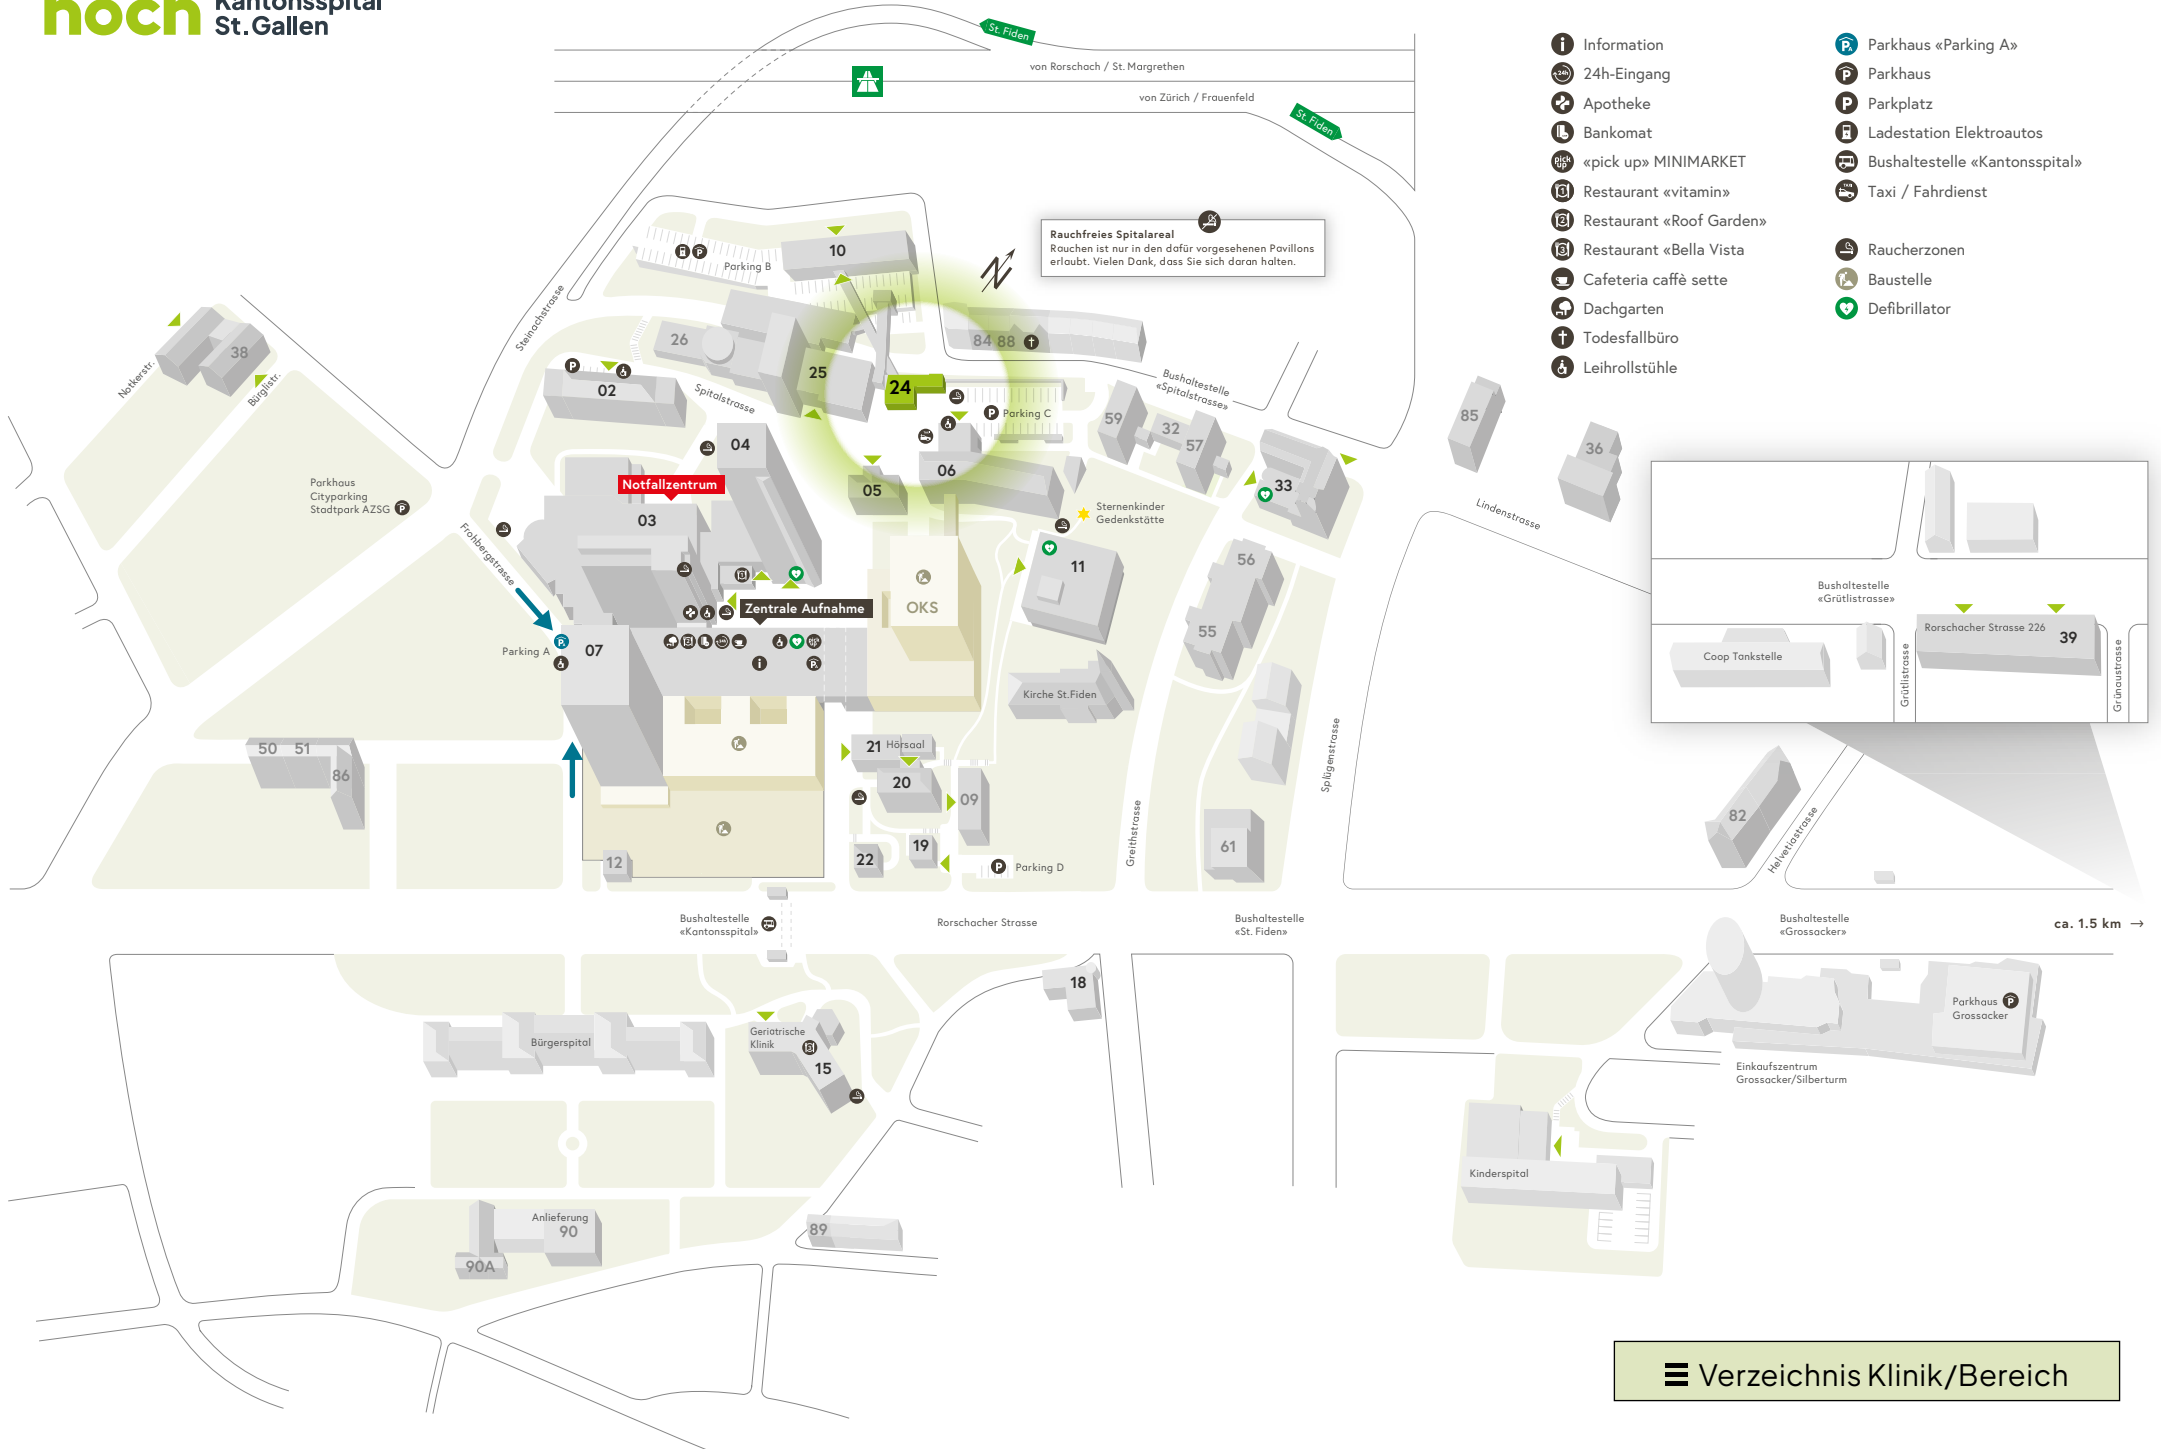 hoch Kantonsspital
St.Gallen
St. Fiden
von Rorschach / St. Margrethen
von Zürich / Frauenfeld
St. Fiden
Information
24h-Eingang
Apotheke
Bankomat
«pick up» MINIMARKET
Restaurant «vitamin»
Restaurant «Roof Garden»
Restaurant «Bella Vista
Cafeteria caffè sette
Dachgarten
Todesfallbüro
Leihrollstühle
Parkhaus «Parking A»
Parkhaus
Parkplatz
Ladestation Elektroautos
Bushaltestelle «Kantonsspital»
Taxi / Fahrdienst
Raucherzonen
Baustelle
Defibrillator
Rauchfreies Spitalareal
Rauchen ist nur in den dafür vorgesehenen Pavillons
erlaubt. Vielen Dank, dass Sie sich daran halten.
N
10
Parking B
Steinachstrasse
26
84 88
38
Notkerstr.
Bürglistr.
25
24
02
Spitalstrasse
Bushaltestelle
«Spitalstrasse»
Parking C
59
32
57
85
36
04
06
05
33
Notfallzentrum
03
Parkhaus
Cityparking
Stadtpark AZSG
Sternenkinder
Gedenkstätte
Lindenstrasse
Frohbergstrasse
11
56
55
OKS
Zentrale Aufnahme
Parking A
07
Kirche St.Fiden
Bushaltestelle
«Grütlistrasse»
Rorschacher Strasse 226
39
Coop Tankstelle
Grütlistrasse
Grünaustrasse
50 51
86
21 Hörsaal
20
09
Splügenstrasse
Greithstrasse
82
Helvetiastrasse
61
12
22
19
Parking D
Bushaltestelle
«Kantonsspital»
Rorschacher Strasse
Bushaltestelle
«St. Fiden»
Bushaltestelle
«Grossacker»
ca. 1.5 km →
18
Parkhaus
Grossacker
Bürgerspital
Geriatrische
Klinik
15
Einkaufszentrum
Grossacker/Silberturm
Kinderspital
Anlieferung
90
90A
89
Verzeichnis Klinik/Bereich